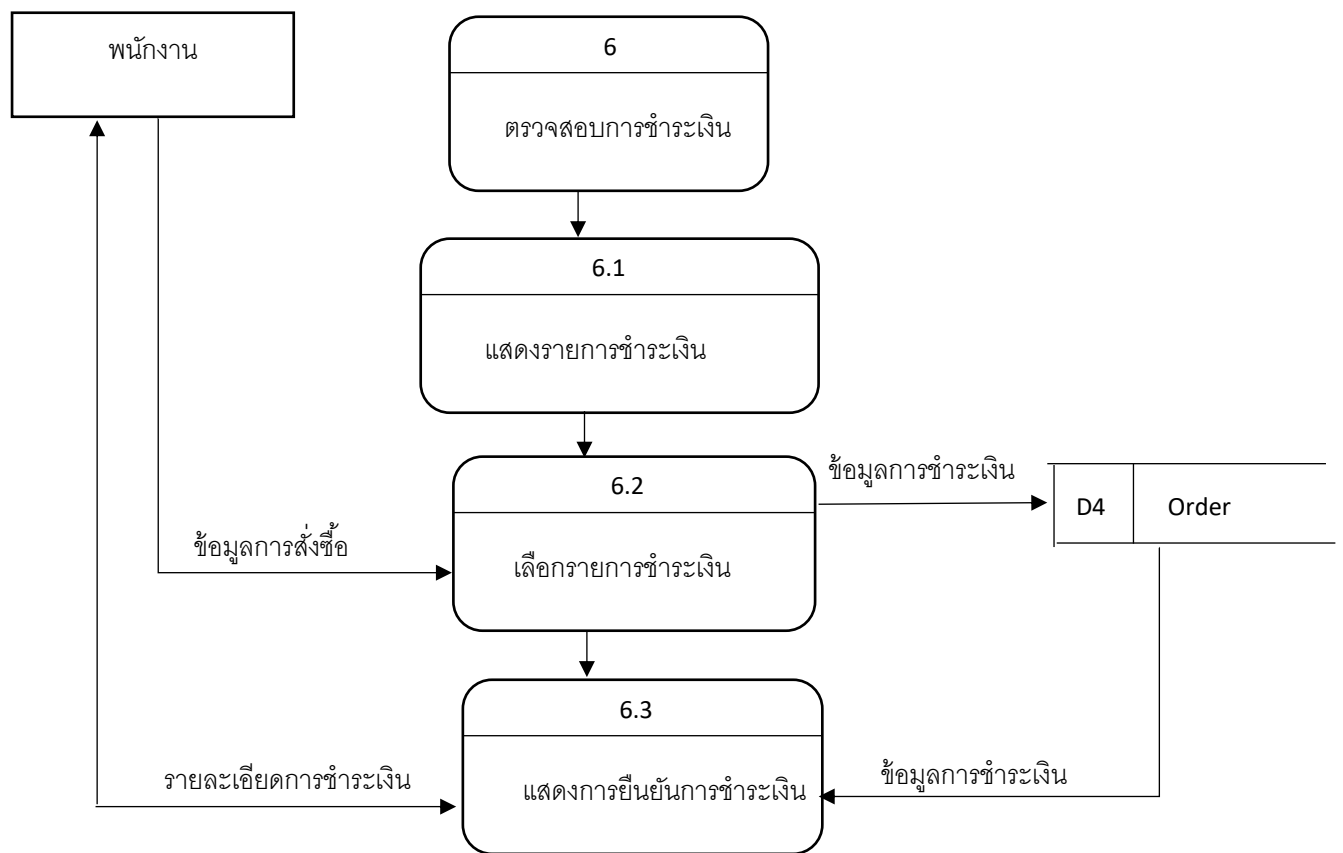 พนักงาน
6
ตรวจสอบการชำระเงิน
6.1
แสดงรายการชำระเงิน
6.2
ข้อมูลการชำระเงิน
D4 Order
ข้อมูลการสั่งซื้อ
เลือกรายการชำระเงิน
6.3
รายละเอียดการชำระเงิน
แสดงการยืนยันการชำระเงิน
ข้อมูลการชำระเงิน